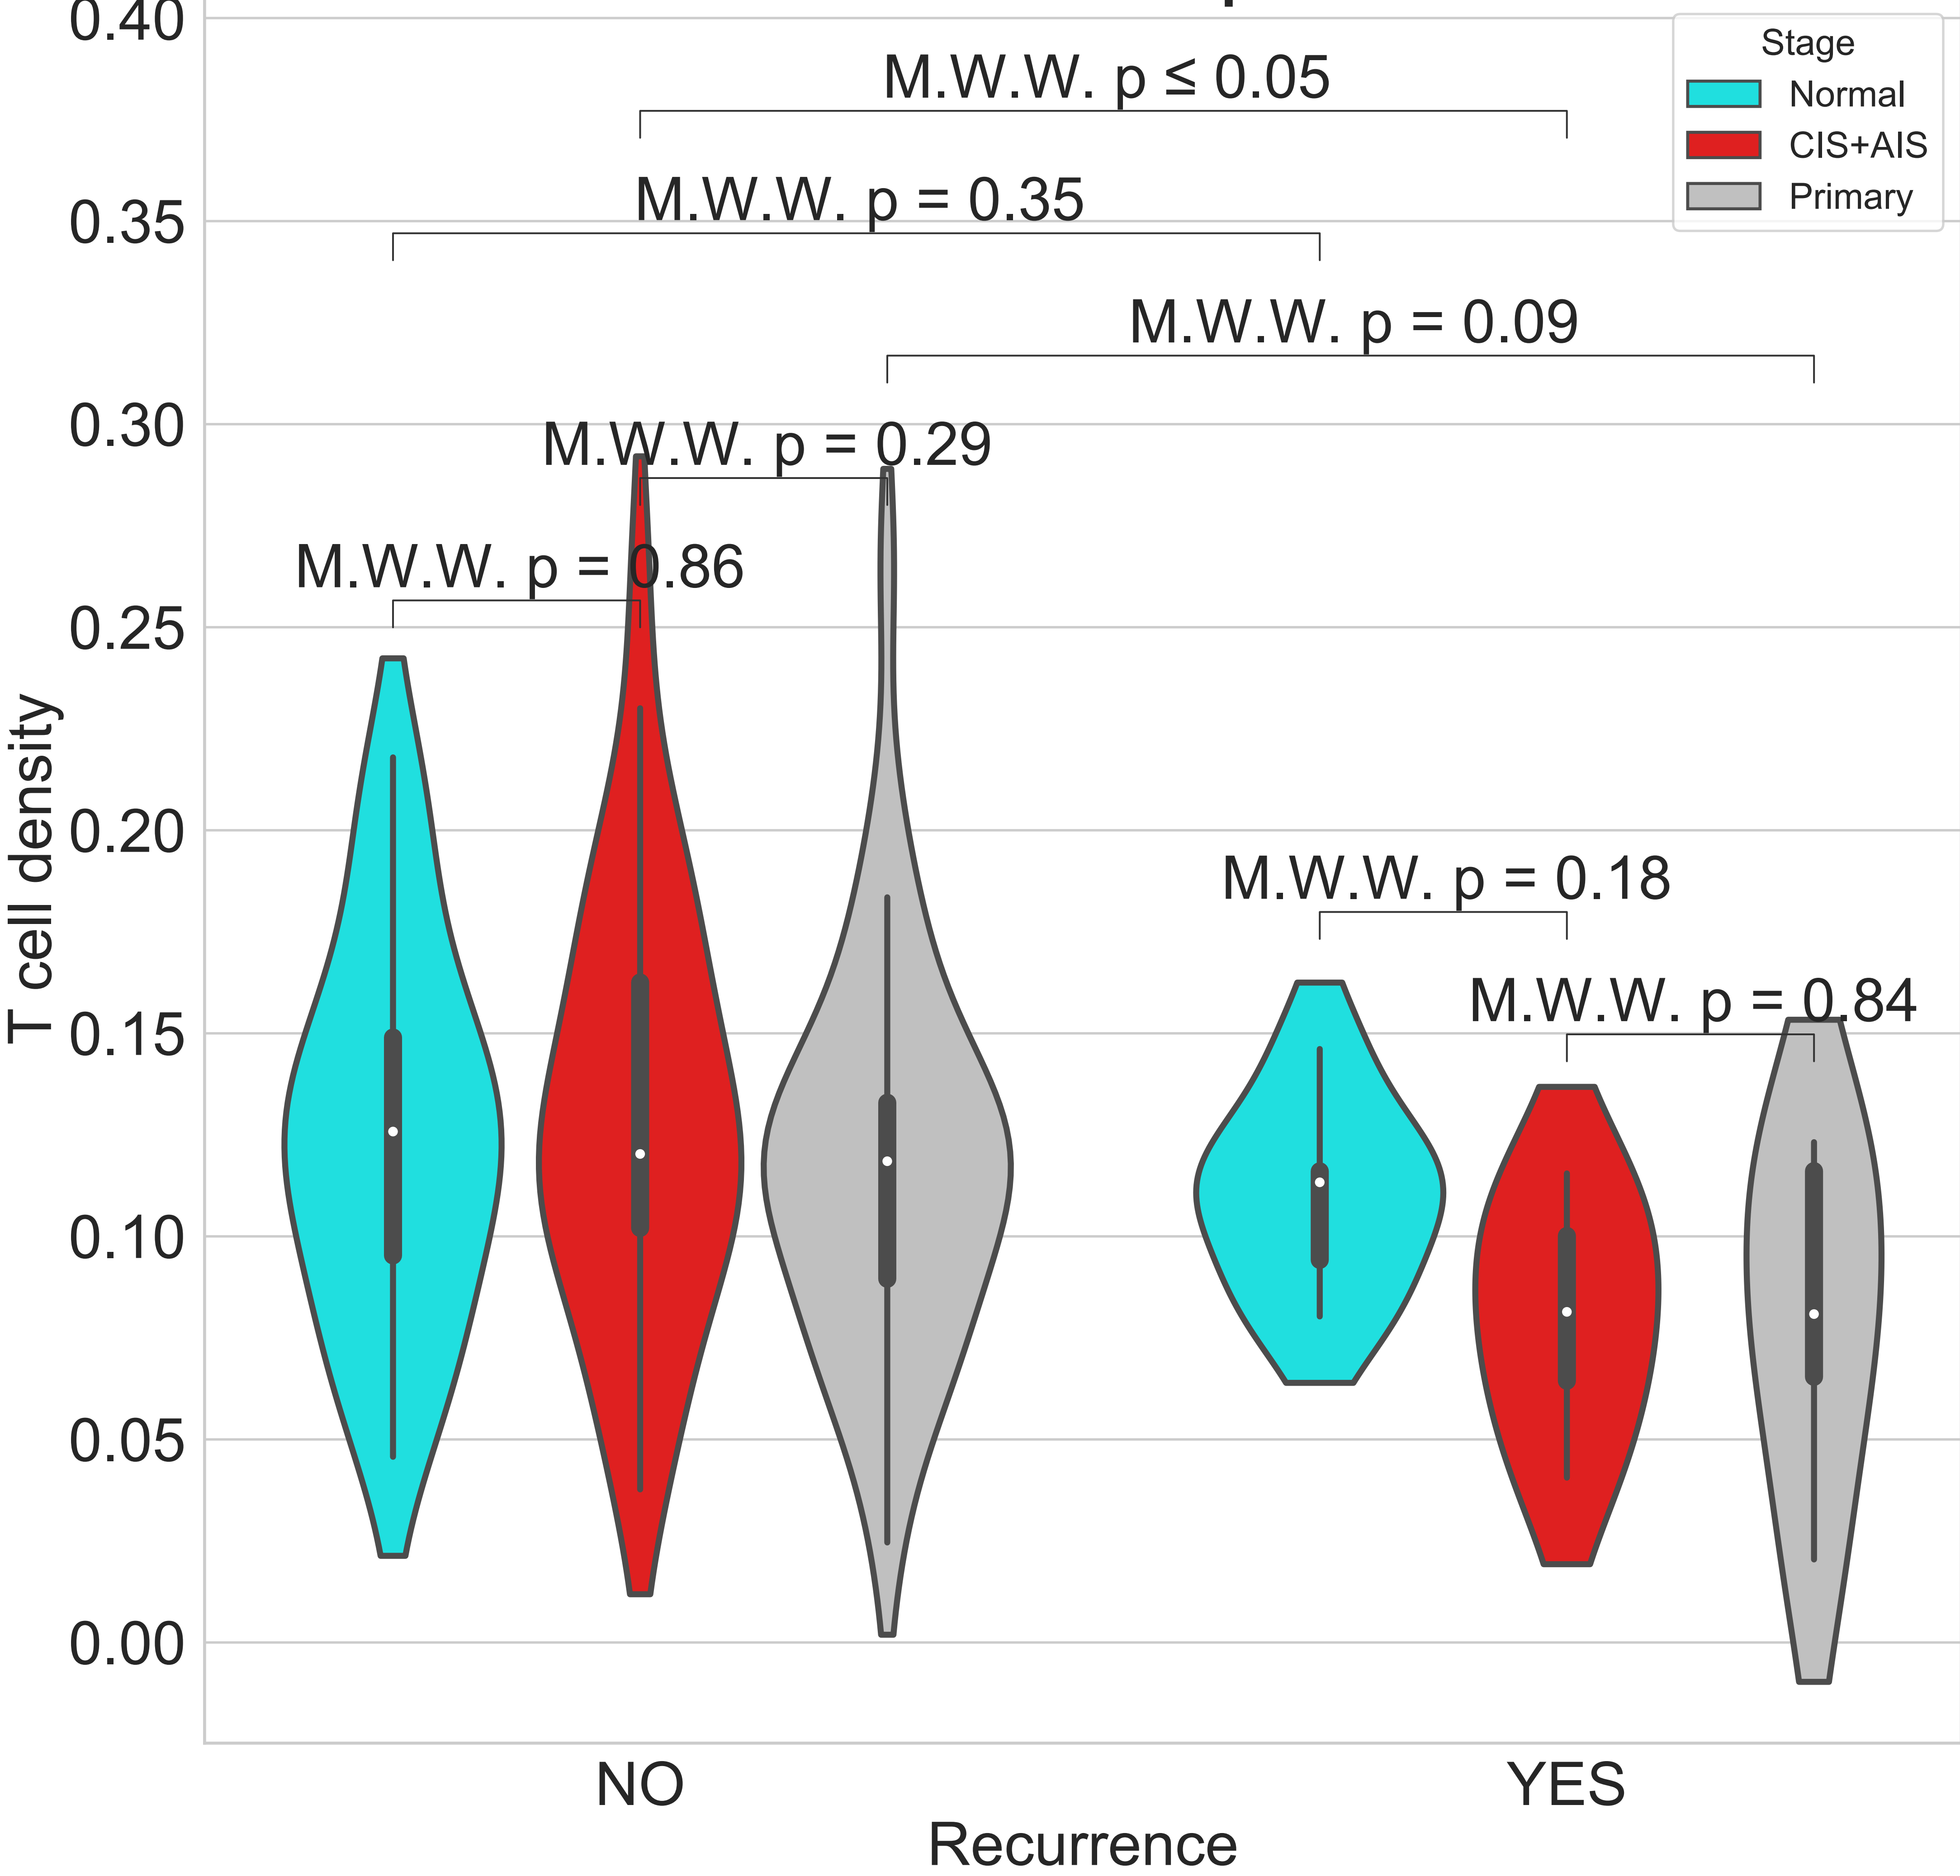 0.40
0.35
0.30
0.25
0.20
0.15
0.10
0.05
0.00
T cell density
M.W.W. p ≤ 0.05
M.W.W. p = 0.35
M.W.W. p = 0.09
M.W.W. p = 0.29
M.W.W. p = 0.86
M.W.W. p = 0.18
M.W.W. p = 0.84
Stage
Normal
CIS+AIS
Primary
NO
YES
Recurrence